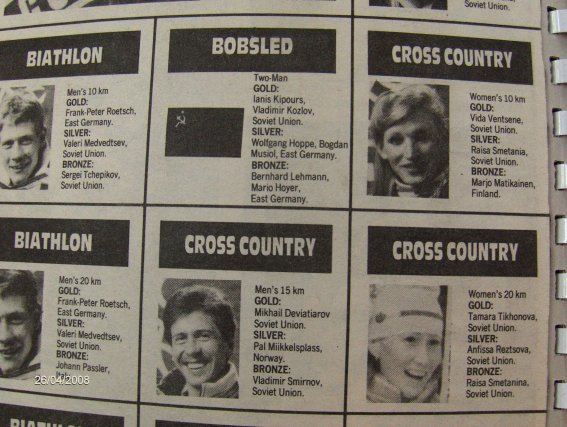 Soviet Union.
Soviet Union.
BIATHLON
Men's 10 km
GOLD:
Frank-Peter Roetsch,
East Germany.
SILVER:
Valeri Medvedtsev,
Soviet Union.
BRONZE:
Sergei Tchepikov,
Soviet Union.
BOBSLED
Two-Man
GOLD:
Ianis Kipours,
Vladimir Kozlov,
Soviet Union.
SILVER:
Wolfgang Hoppe, Bogdan
Musiol, East Germany.
BRONZE:
Bernhard Lehmann,
Mario Hoyer,
East Germany.
CROSS COUNTRY
Women's 10 km
GOLD:
Vida Ventsene,
Soviet Union.
SILVER:
Raisa Smetania,
Soviet Union.
BRONZE:
Marjo Matikainen,
Finland.
BIATHLON
Men's 20 km
GOLD:
Frank-Peter Roetsch,
East Germany.
SILVER:
Valeri Medvedtsev,
Soviet Union.
BRONZE:
Johann Passler,
Italy.
CROSS COUNTRY
Men's 15 km
GOLD:
Mikhail Deviatiarov
Soviet Union.
SILVER:
Pal Miikkelsplass,
Norway.
BRONZE:
Vladimir Smirnov,
Soviet Union.
CROSS COUNTRY
Women's 20 km
GOLD:
Tamara Tikhonova,
Soviet Union.
SILVER:
Anfissa Reztsova,
Soviet Union.
BRONZE:
Raisa Smetanina,
Soviet Union.
26/04/2008
BIATHLON